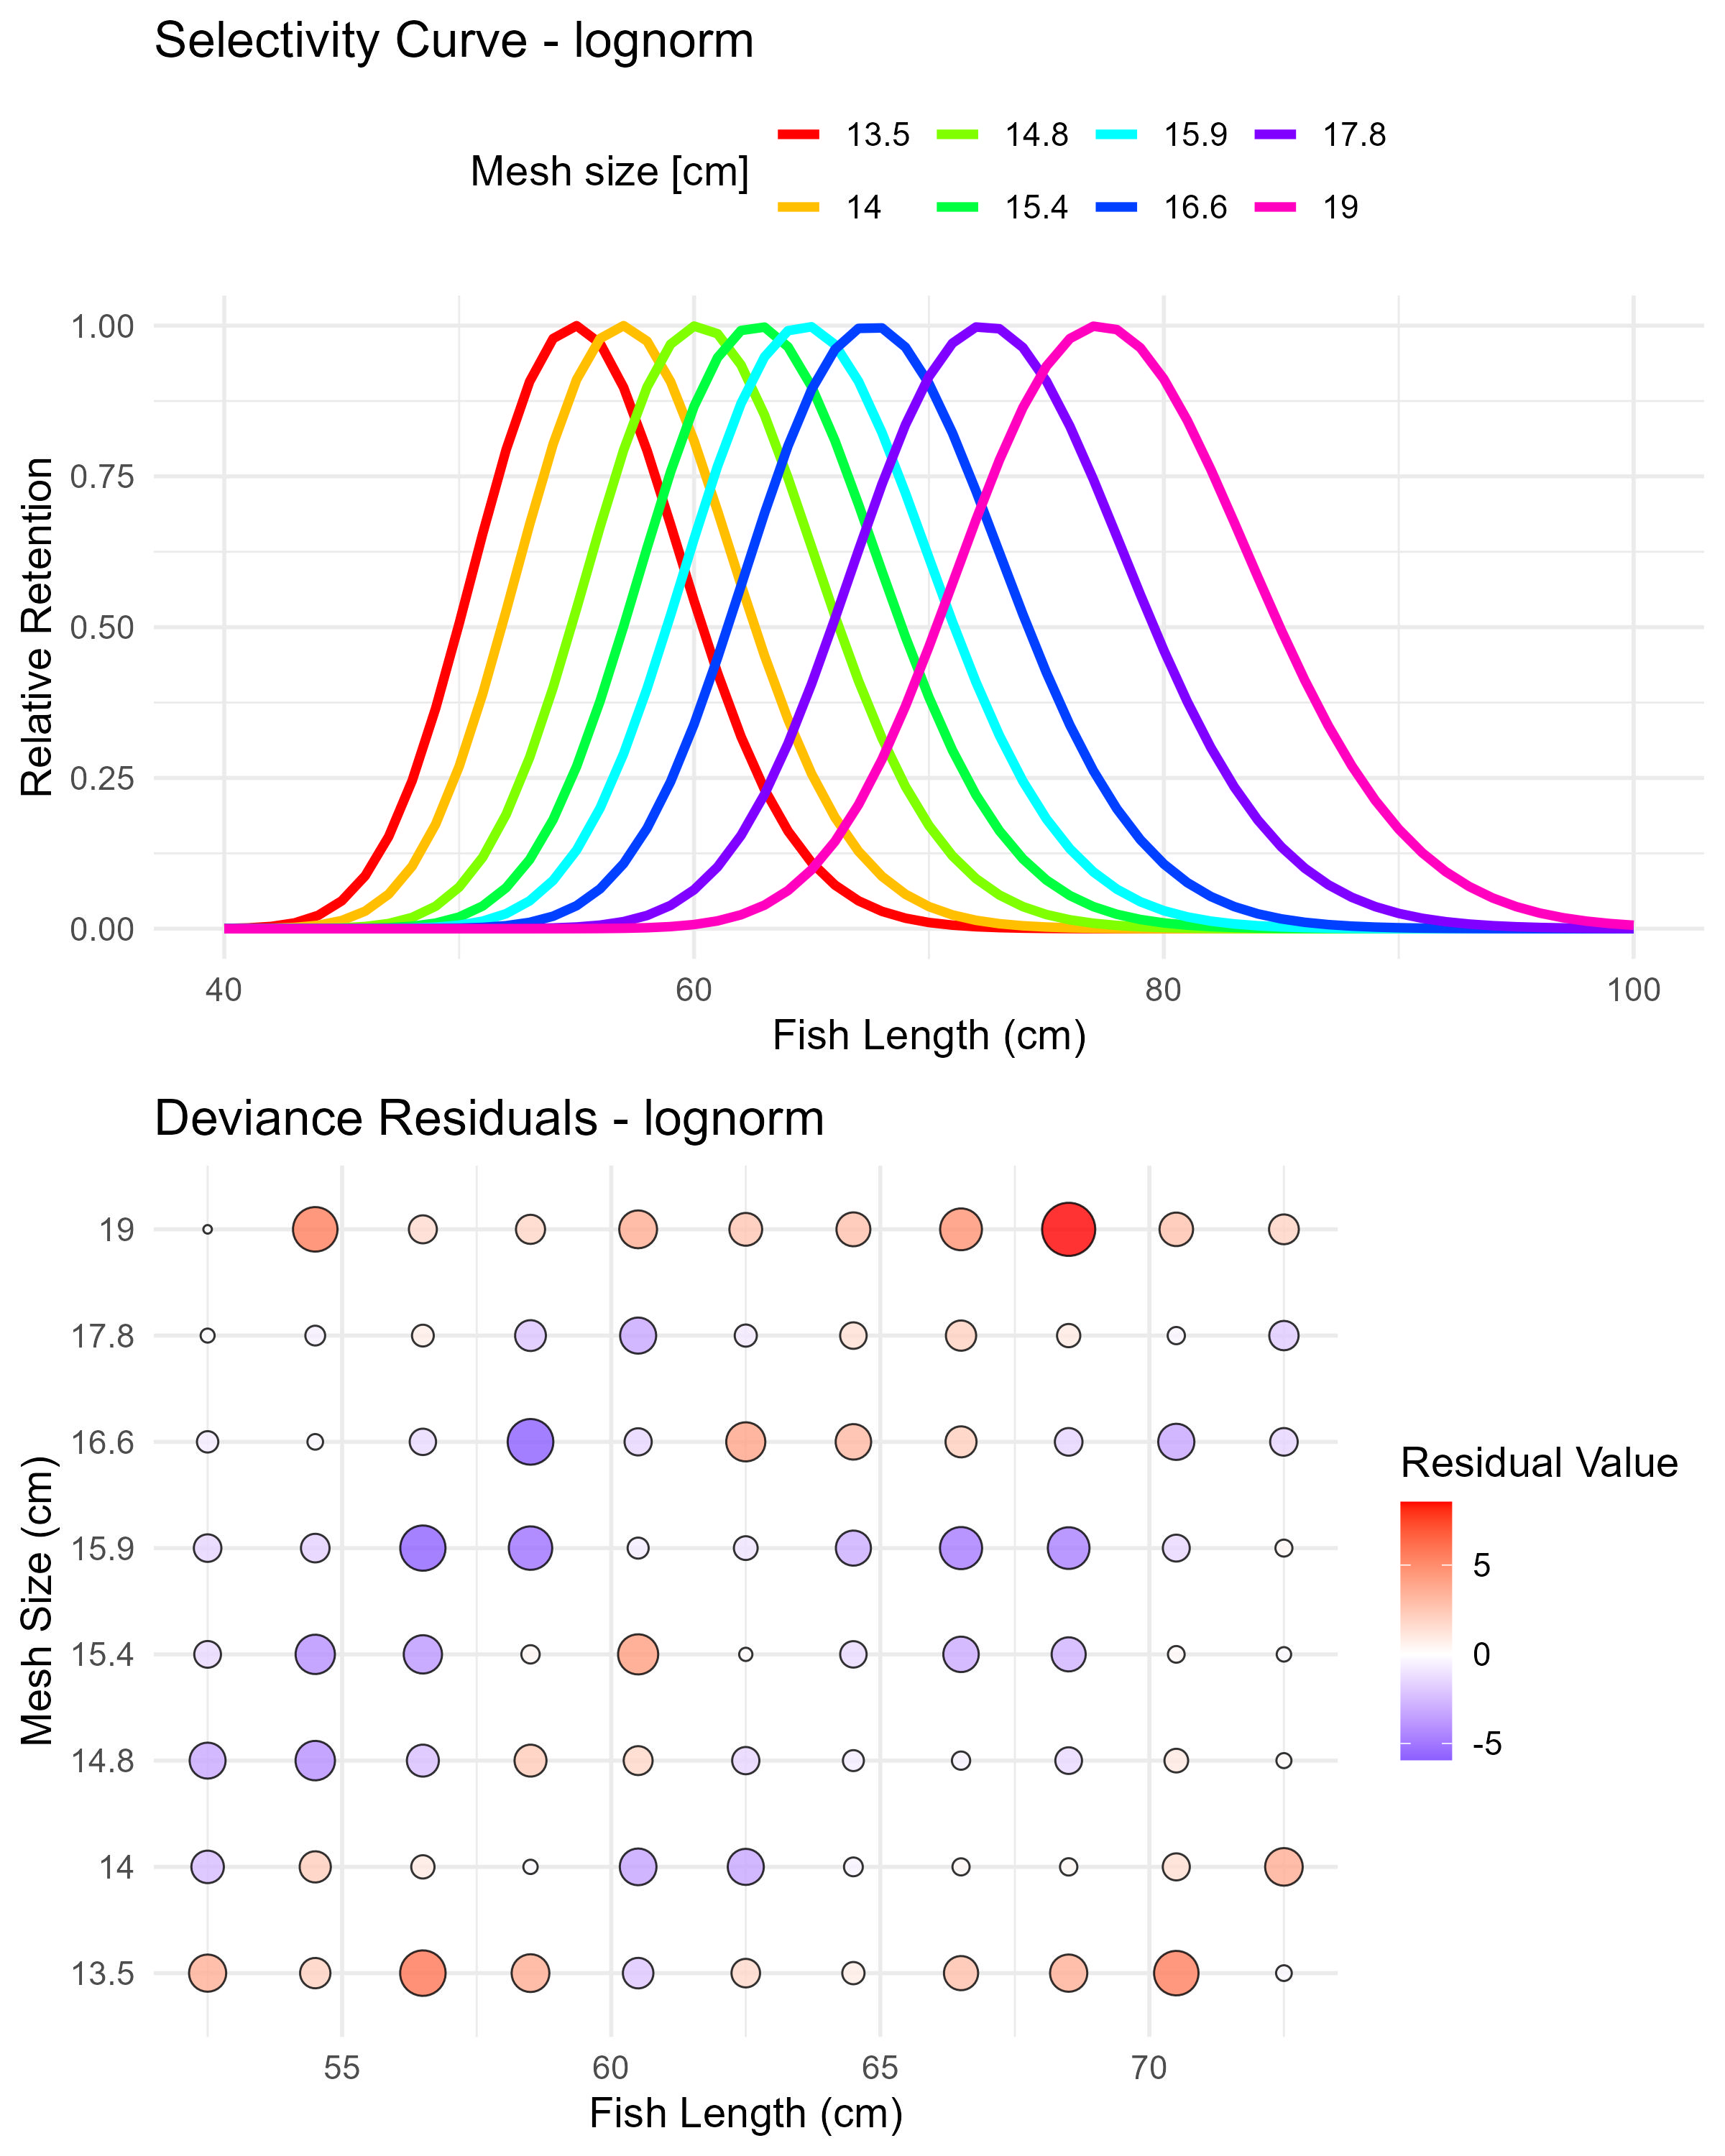 Selectivity Curve - lognorm
Mesh size [cm]
13.5 14.8 15.9 17.8
14 15.4 16.6 19
Relative Retention
1.00
0.75
0.50
0.25
0.00
40 60 80 100
Fish Length (cm)
Deviance Residuals - lognorm
Mesh Size (cm)
19
17.8
16.6
15.9
15.4
14.8
14
13.5
55 60 65 70
Fish Length (cm)
Residual Value
5
0
-5